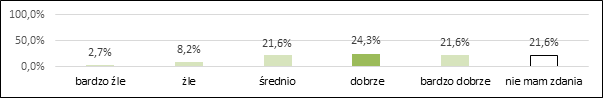 100,0%
50,0%
0,0%
2,7% 8,2% 21,6% 24,3% 21,6% 21,6%
bardzo źle żle średnio dobrze bardzo dobrze nie mam zdania